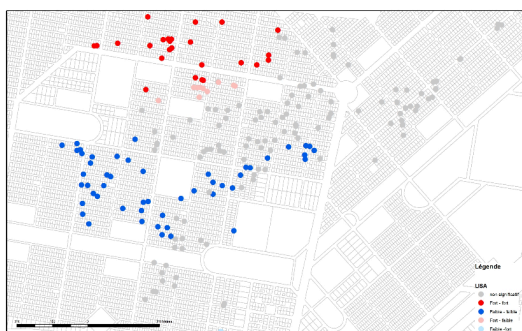 Légende
LISA
non significatif
Fort - fort
Faible - faible
Fort - faible
Faible - fort